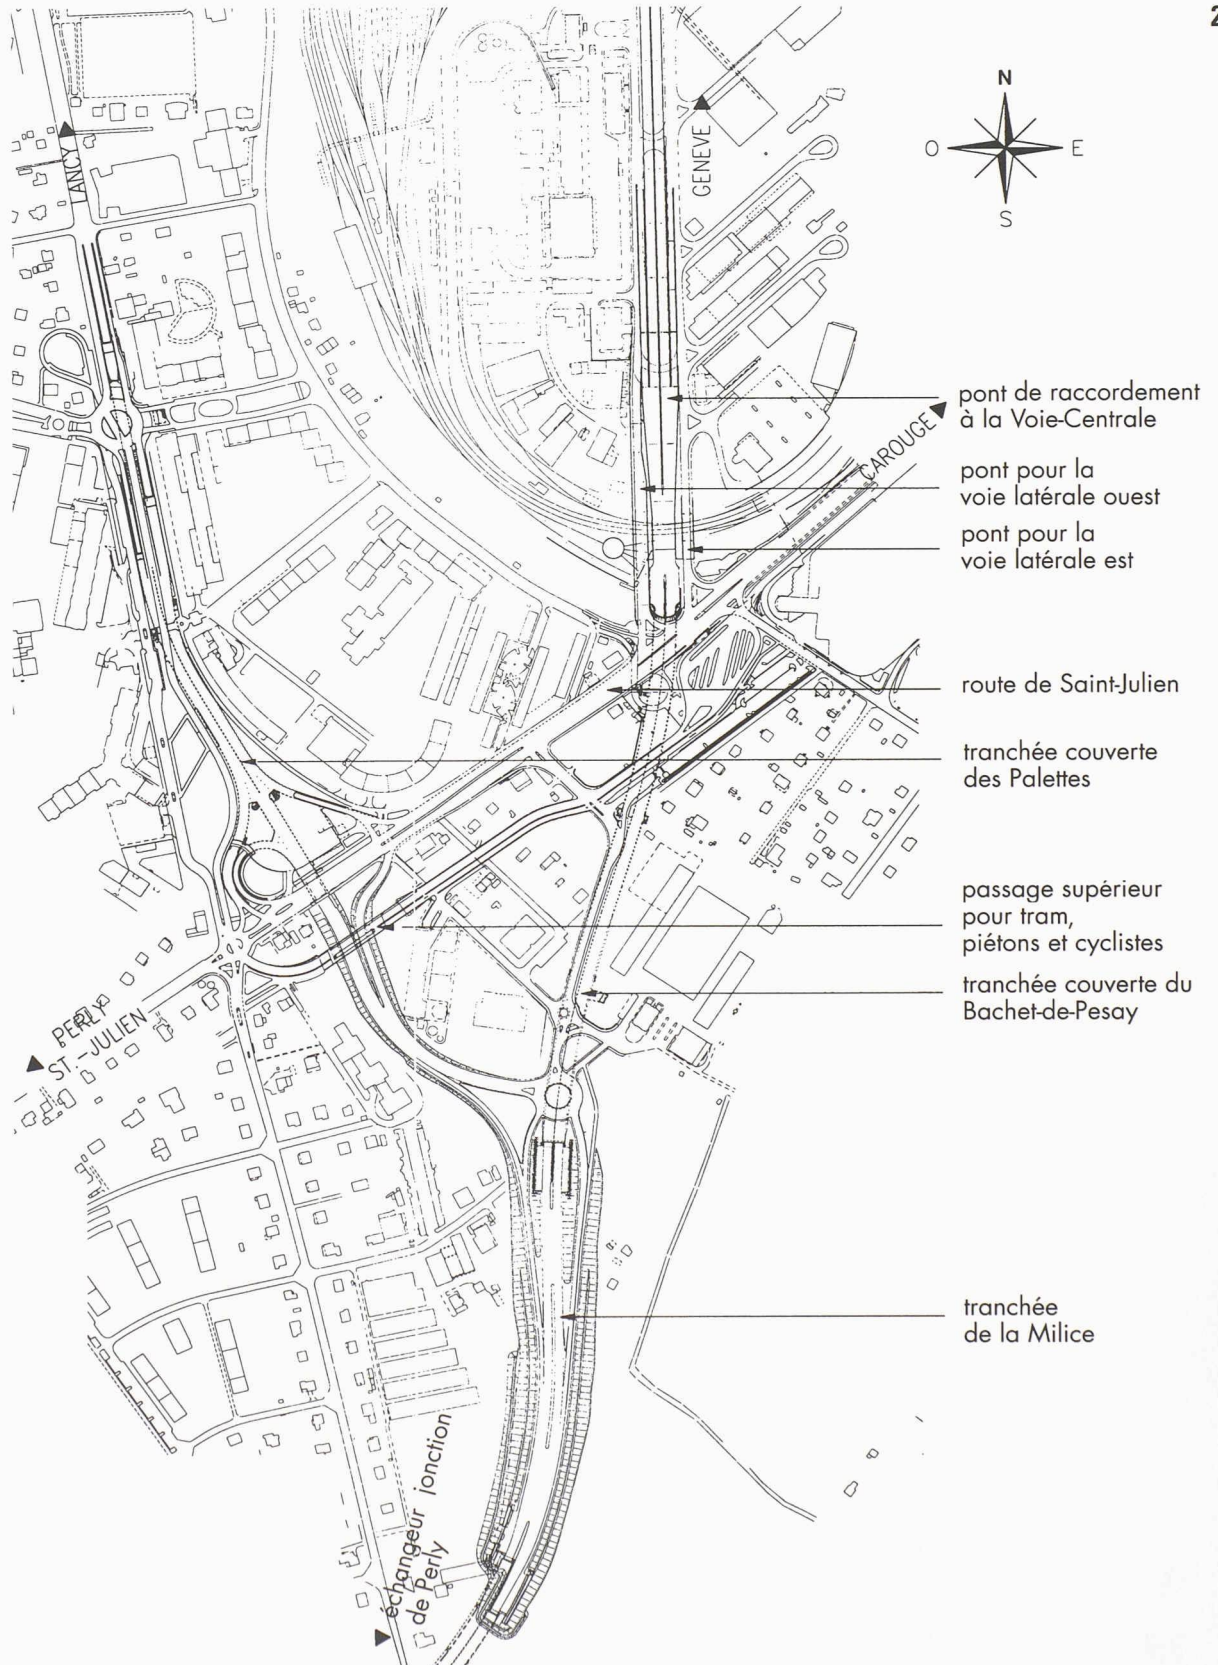 2
N
O
E
S
LANCY
GENEVE
CAROUGE
pont de raccordement
à la Voie-Centrale
pont pour la
voie latérale ouest
pont pour la
voie latérale est
route de Saint-Julien
tranchée couverte
des Palettes
passage supérieur
pour tram,
piétons et cyclistes
tranchée couverte du
Bachet-de-Pesay
PERLY
ST.-JULIEN
tranchée
de la Milice
échangeur jonction
de Perly